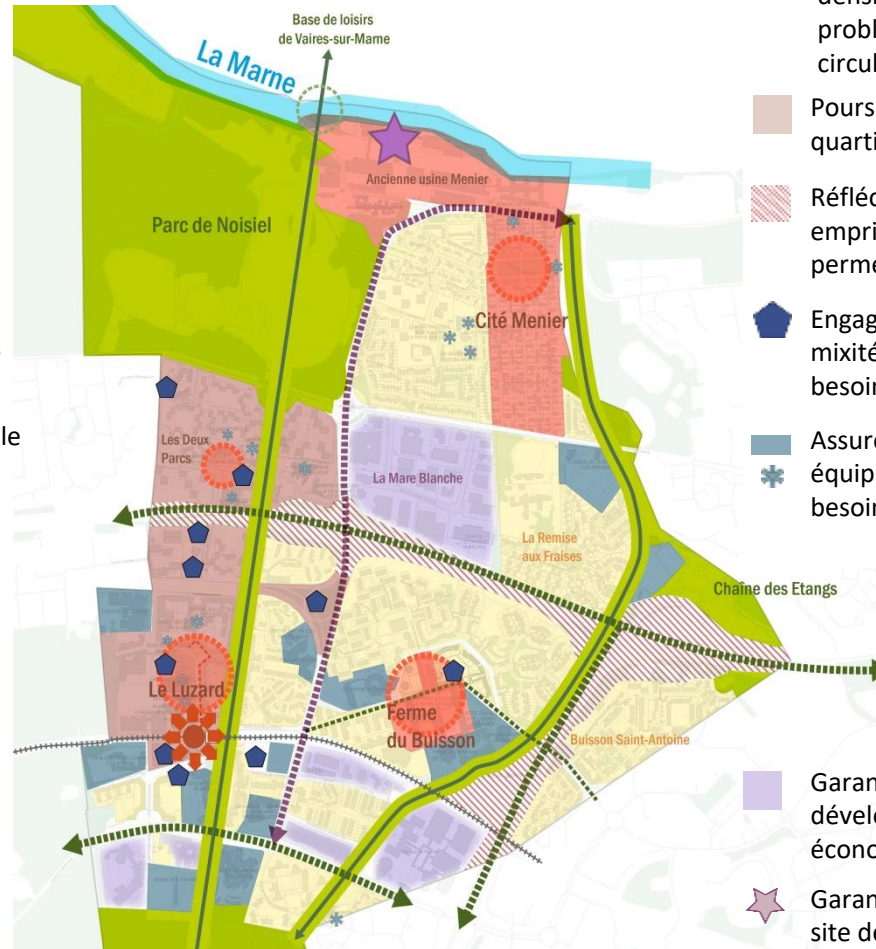 Base de loisirs
de Vaires-sur-Marne
La Marne
Ancienne usine Menier
Parc de Noisiel
Cité Menier
Les Deux
Parcs
La Mare Blanche
La Remise
aux Fraises
Chaîne des Etangs
Le Luzard
Ferme
du Buisson
Buisson Saint-Antoine
le
probl
circul
Pours
quarti
Réfléc
empri
perme
Engag
mixité
besoin
Assure
équip
besoin
Garan
dévelo
écono
Garan
site de